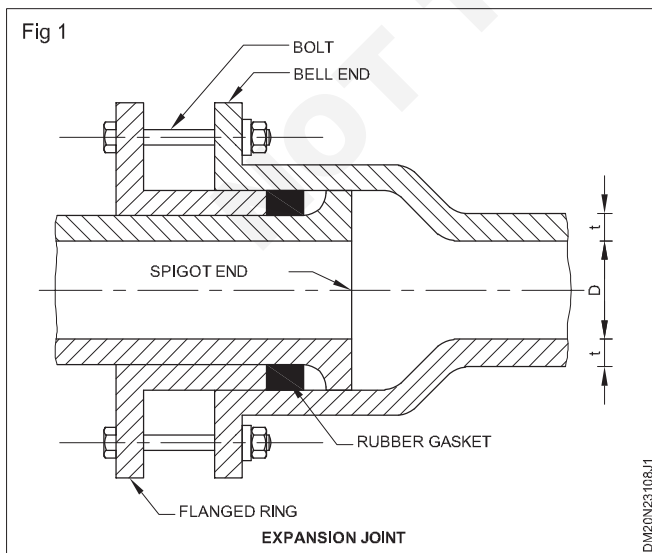 Fig 1
BOLT
BELL END
SPIGOT END
t
D
t
RUBBER GASKET
FLANGED RING
EXPANSION JOINT
DM20N23108J1